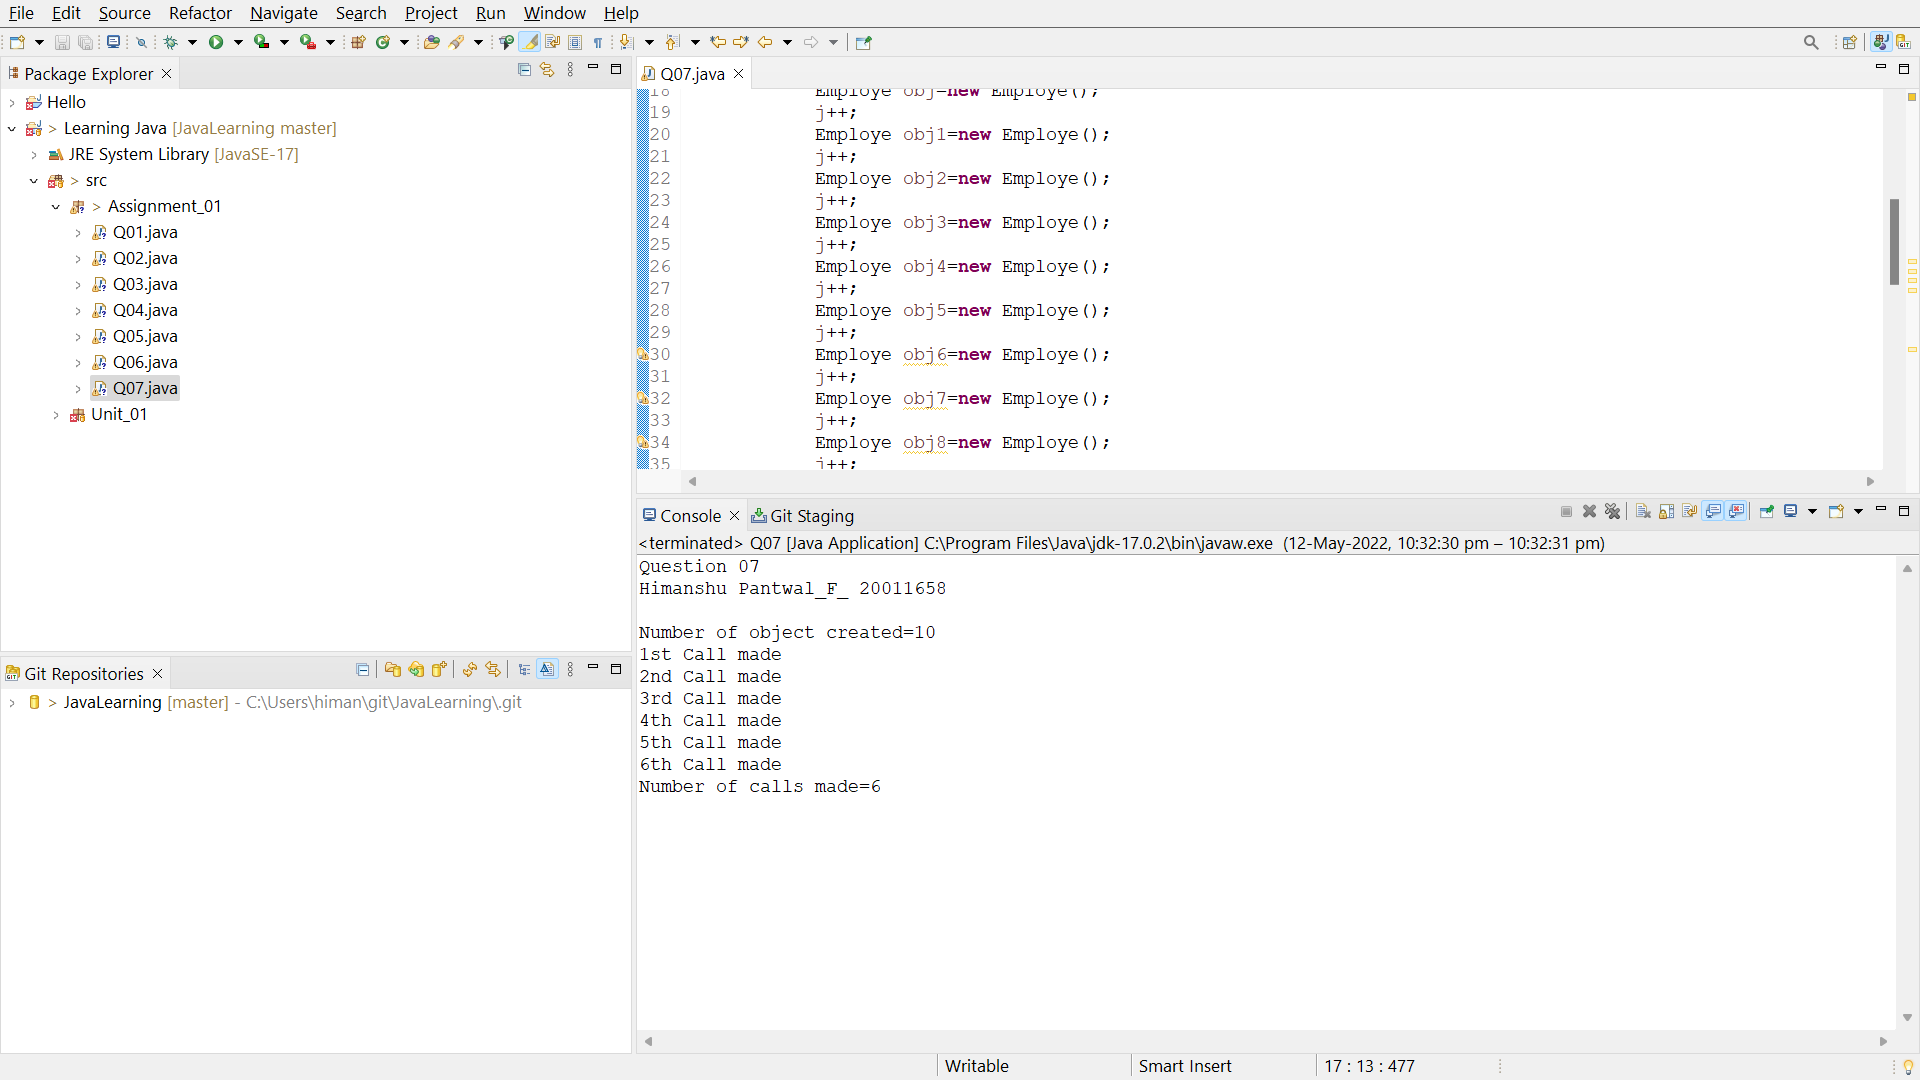 File Edit Source Refactor Navigate Search Project Run Window Help
Package Explorer
Hello
> Learning Java [JavaLearning master]
JRE System Library [JavaSE-17]
> src
> Assignment_01
Q01.java
Q02.java
Q03.java
Q04.java
Q05.java
Q06.java
Q07.java
Unit_01
Git Repositories
> JavaLearning [master] - C:\Users\himan\git\JavaLearning\.git
Q07.java
18 Employe obj=new Employe();
19 j++;
20 Employe obj1=new Employe();
21 j++;
22 Employe obj2=new Employe();
23 j++;
24 Employe obj3=new Employe();
25 j++;
26 Employe obj4=new Employe();
27 j++;
28 Employe obj5=new Employe();
29 j++;
30 Employe obj6=new Employe();
31 j++;
32 Employe obj7=new Employe();
33 j++;
34 Employe obj8=new Employe();
35 j++;
Console Git Staging
<terminated> Q07 [Java Application] C:\Program Files\Java\jdk-17.0.2\bin\javaw.exe (12-May-2022, 10:32:30 pm – 10:32:31 pm)
Question 07
Himanshu Pantwal_F_ 20011658
Number of object created=10
1st Call made
2nd Call made
3rd Call made
4th Call made
5th Call made
6th Call made
Number of calls made=6
Writable Smart Insert 17 : 13 : 477